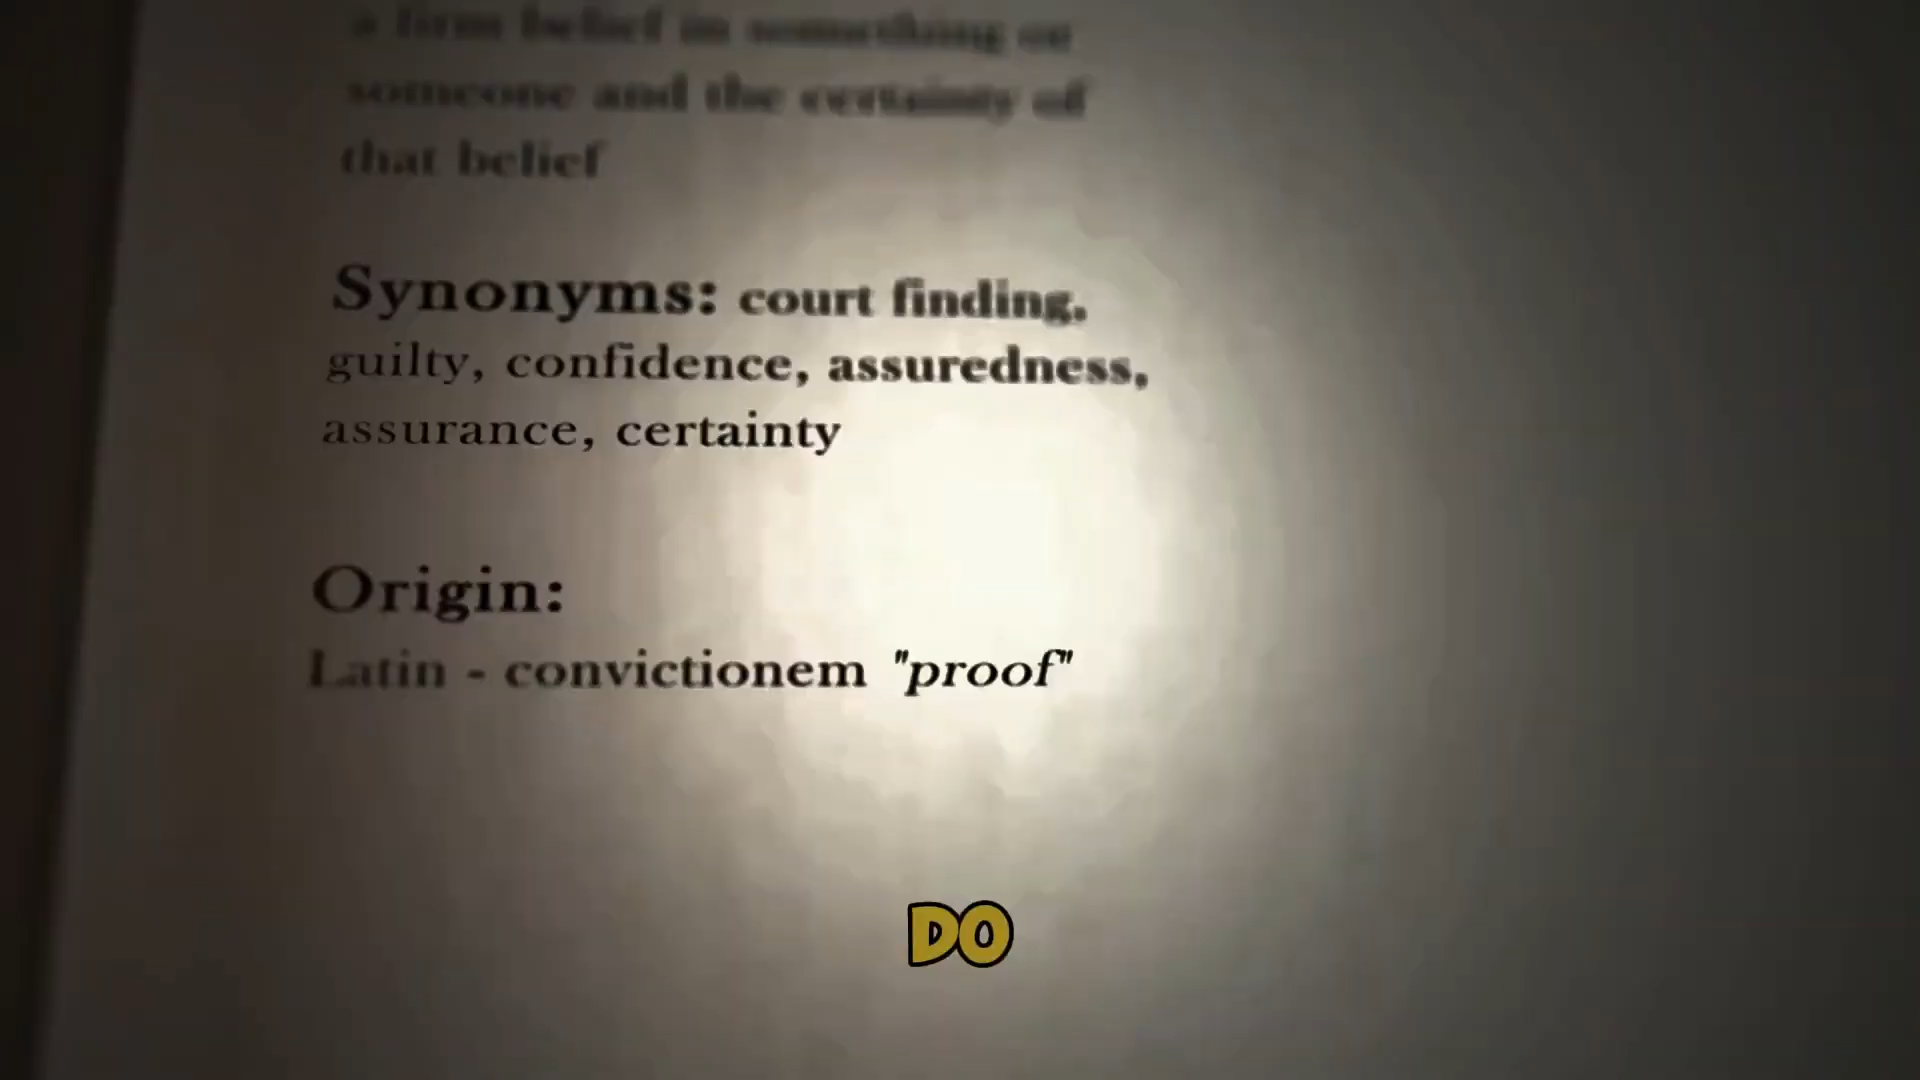 a firm belief in something or
someone and the certainty of
that belief
Synonyms: court finding,
guilty, confidence, assuredness,
assurance, certainty
Origin:
Latin - convictionem "proof"
DO